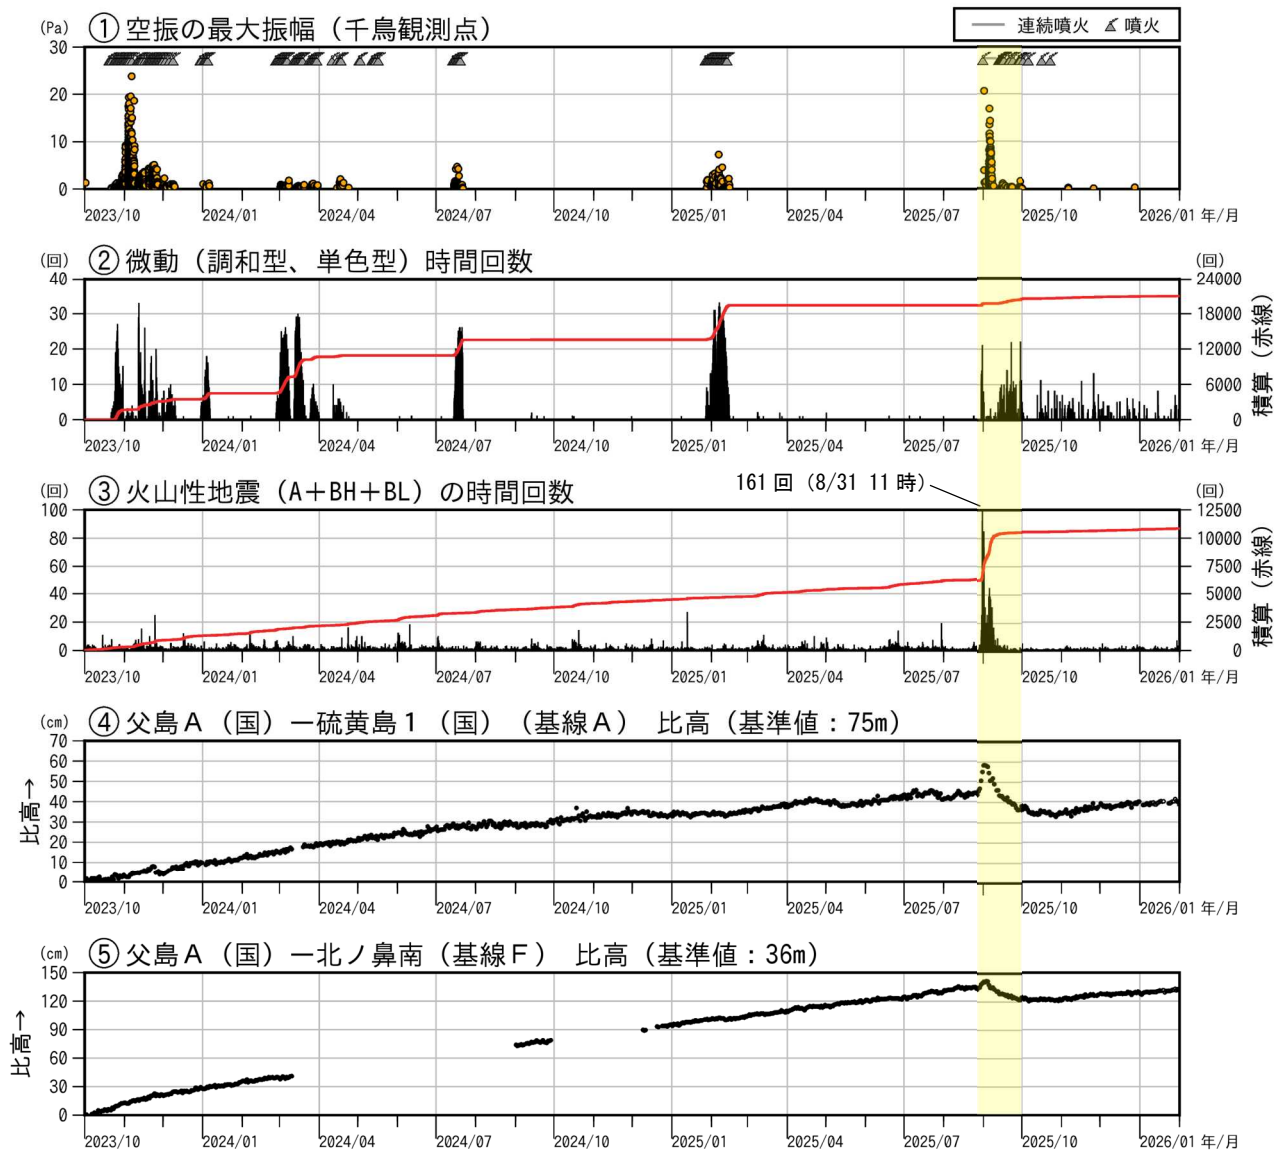 (Pa) ①空振の最大振幅（千鳥観測点） 連続噴火 噴火
30
20
10
0
2023/10 2024/01 2024/04 2024/07 2024/10 2025/01 2025/04 2025/07 2025/10 2026/01 年/月
(回) ②微動（調和型、単色型）時間回数 (回)
40 24000
30 18000
20 12000
10 6000
0 0
積算（赤線）
2023/10 2024/01 2024/04 2024/07 2024/10 2025/01 2025/04 2025/07 2025/10 2026/01 年/月
(回) ③火山性地震（A＋BH＋BL）の時間回数 161回（8/31 11時） (回)
100 12500
80 10000
60 7500
40 5000
20 2500
0 0
積算（赤線）
2023/10 2024/01 2024/04 2024/07 2024/10 2025/01 2025/04 2025/07 2025/10 2026/01 年/月
(cm) ④父島Ａ（国）－硫黄島１（国）（基線Ａ） 比高（基準値：75m）
70
60
50
40
30
20
10
0
比高→
2023/10 2024/01 2024/04 2024/07 2024/10 2025/01 2025/04 2025/07 2025/10 2026/01 年/月
(cm) ⑤父島Ａ（国）－北ノ鼻南（基線Ｆ） 比高（基準値：36m）
150
120
90
60
30
0
比高→
2023/10 2024/01 2024/04 2024/07 2024/10 2025/01 2025/04 2025/07 2025/10 2026/01 年/月